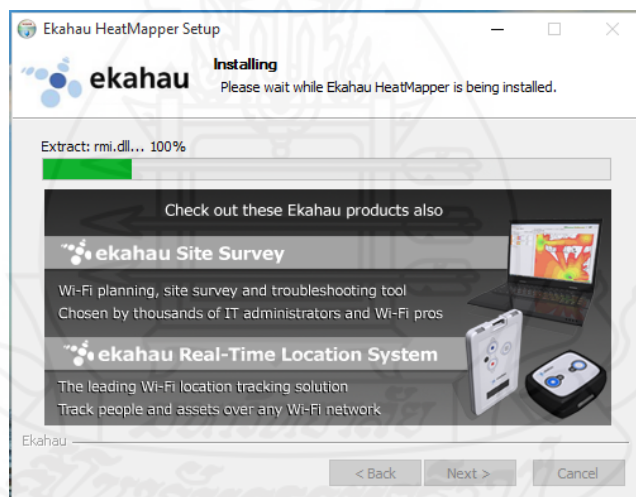 Ekahau HeatMapper Setup
ekahau
Installing
Please wait while Ekahau HeatMapper is being installed.
Extract: rmi.dll... 100%
Check out these Ekahau products also
ekahau Site Survey
Wi-Fi planning, site survey and troubleshooting tool
Chosen by thousands of IT administrators and Wi-Fi pros
ekahau Real-Time Location System
The leading Wi-Fi location tracking solution
Track people and assets over any Wi-Fi network
Ekahau
< Back Next > Cancel